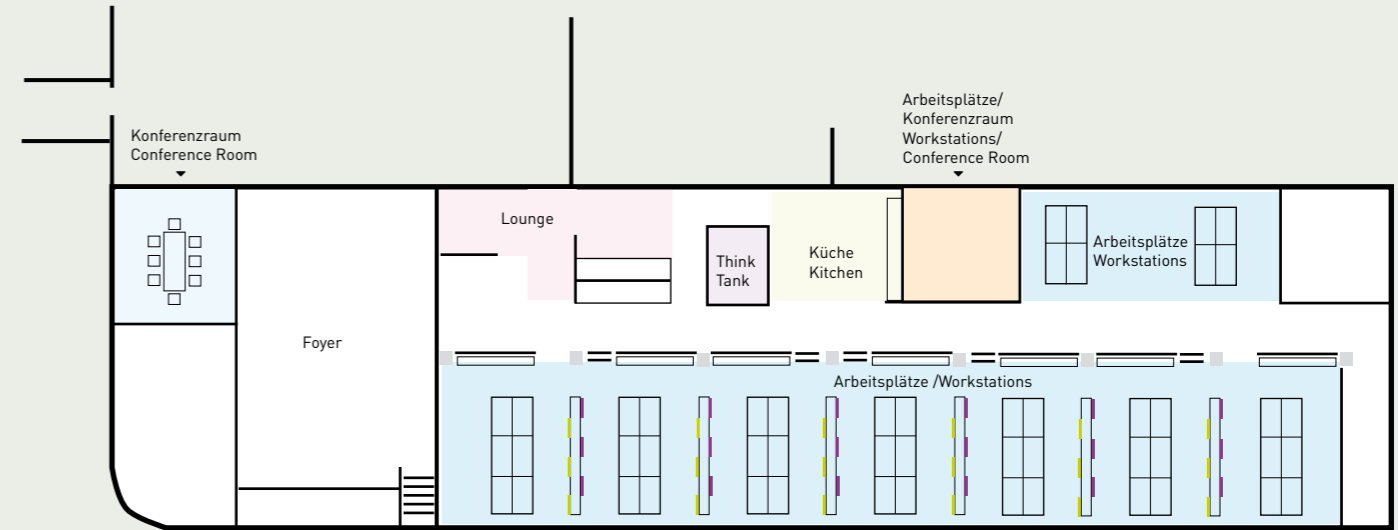 Konferenzraum
Conference Room
Arbeitsplätze/
Konferenzraum
Workstations/
Conference Room
Lounge
Think
Tank
Küche
Kitchen
Arbeitsplätze
Workstations
Foyer
Arbeitsplätze /Workstations